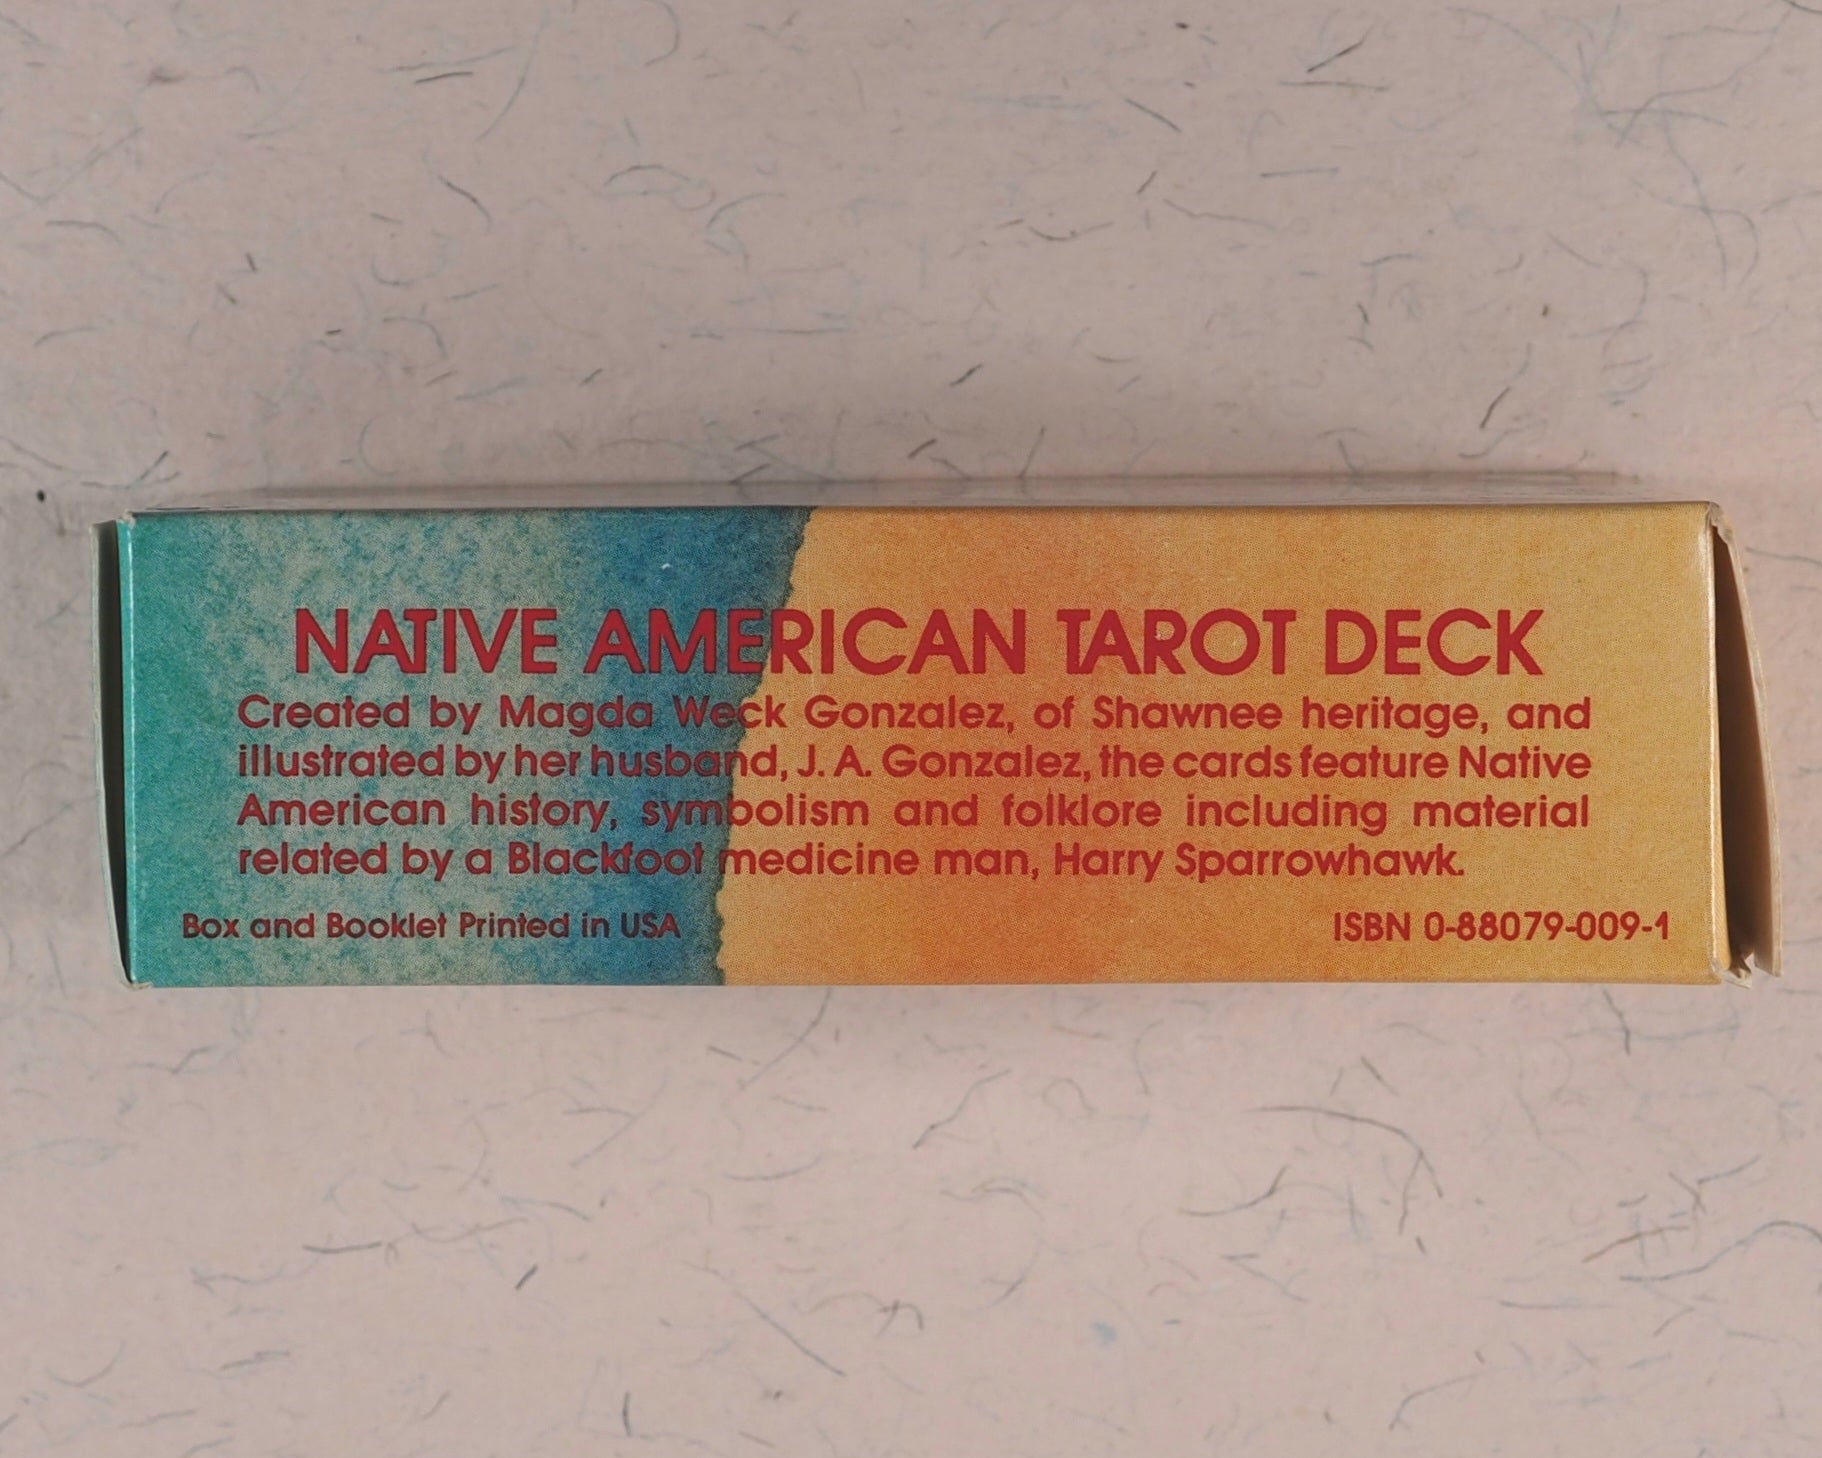 NATIVE AMERICAN TAROT DECK
Created by Magda Weck Gonzalez, of Shawnee heritage, and
illustrated by her husband, J. A. Gonzalez, the cards feature Native
American history, symbolism and folklore including material
related by a Blackfoot medicine man, Harry Sparrowhawk.
Box and Booklet Printed in USA
ISBN 0-88079-009-1